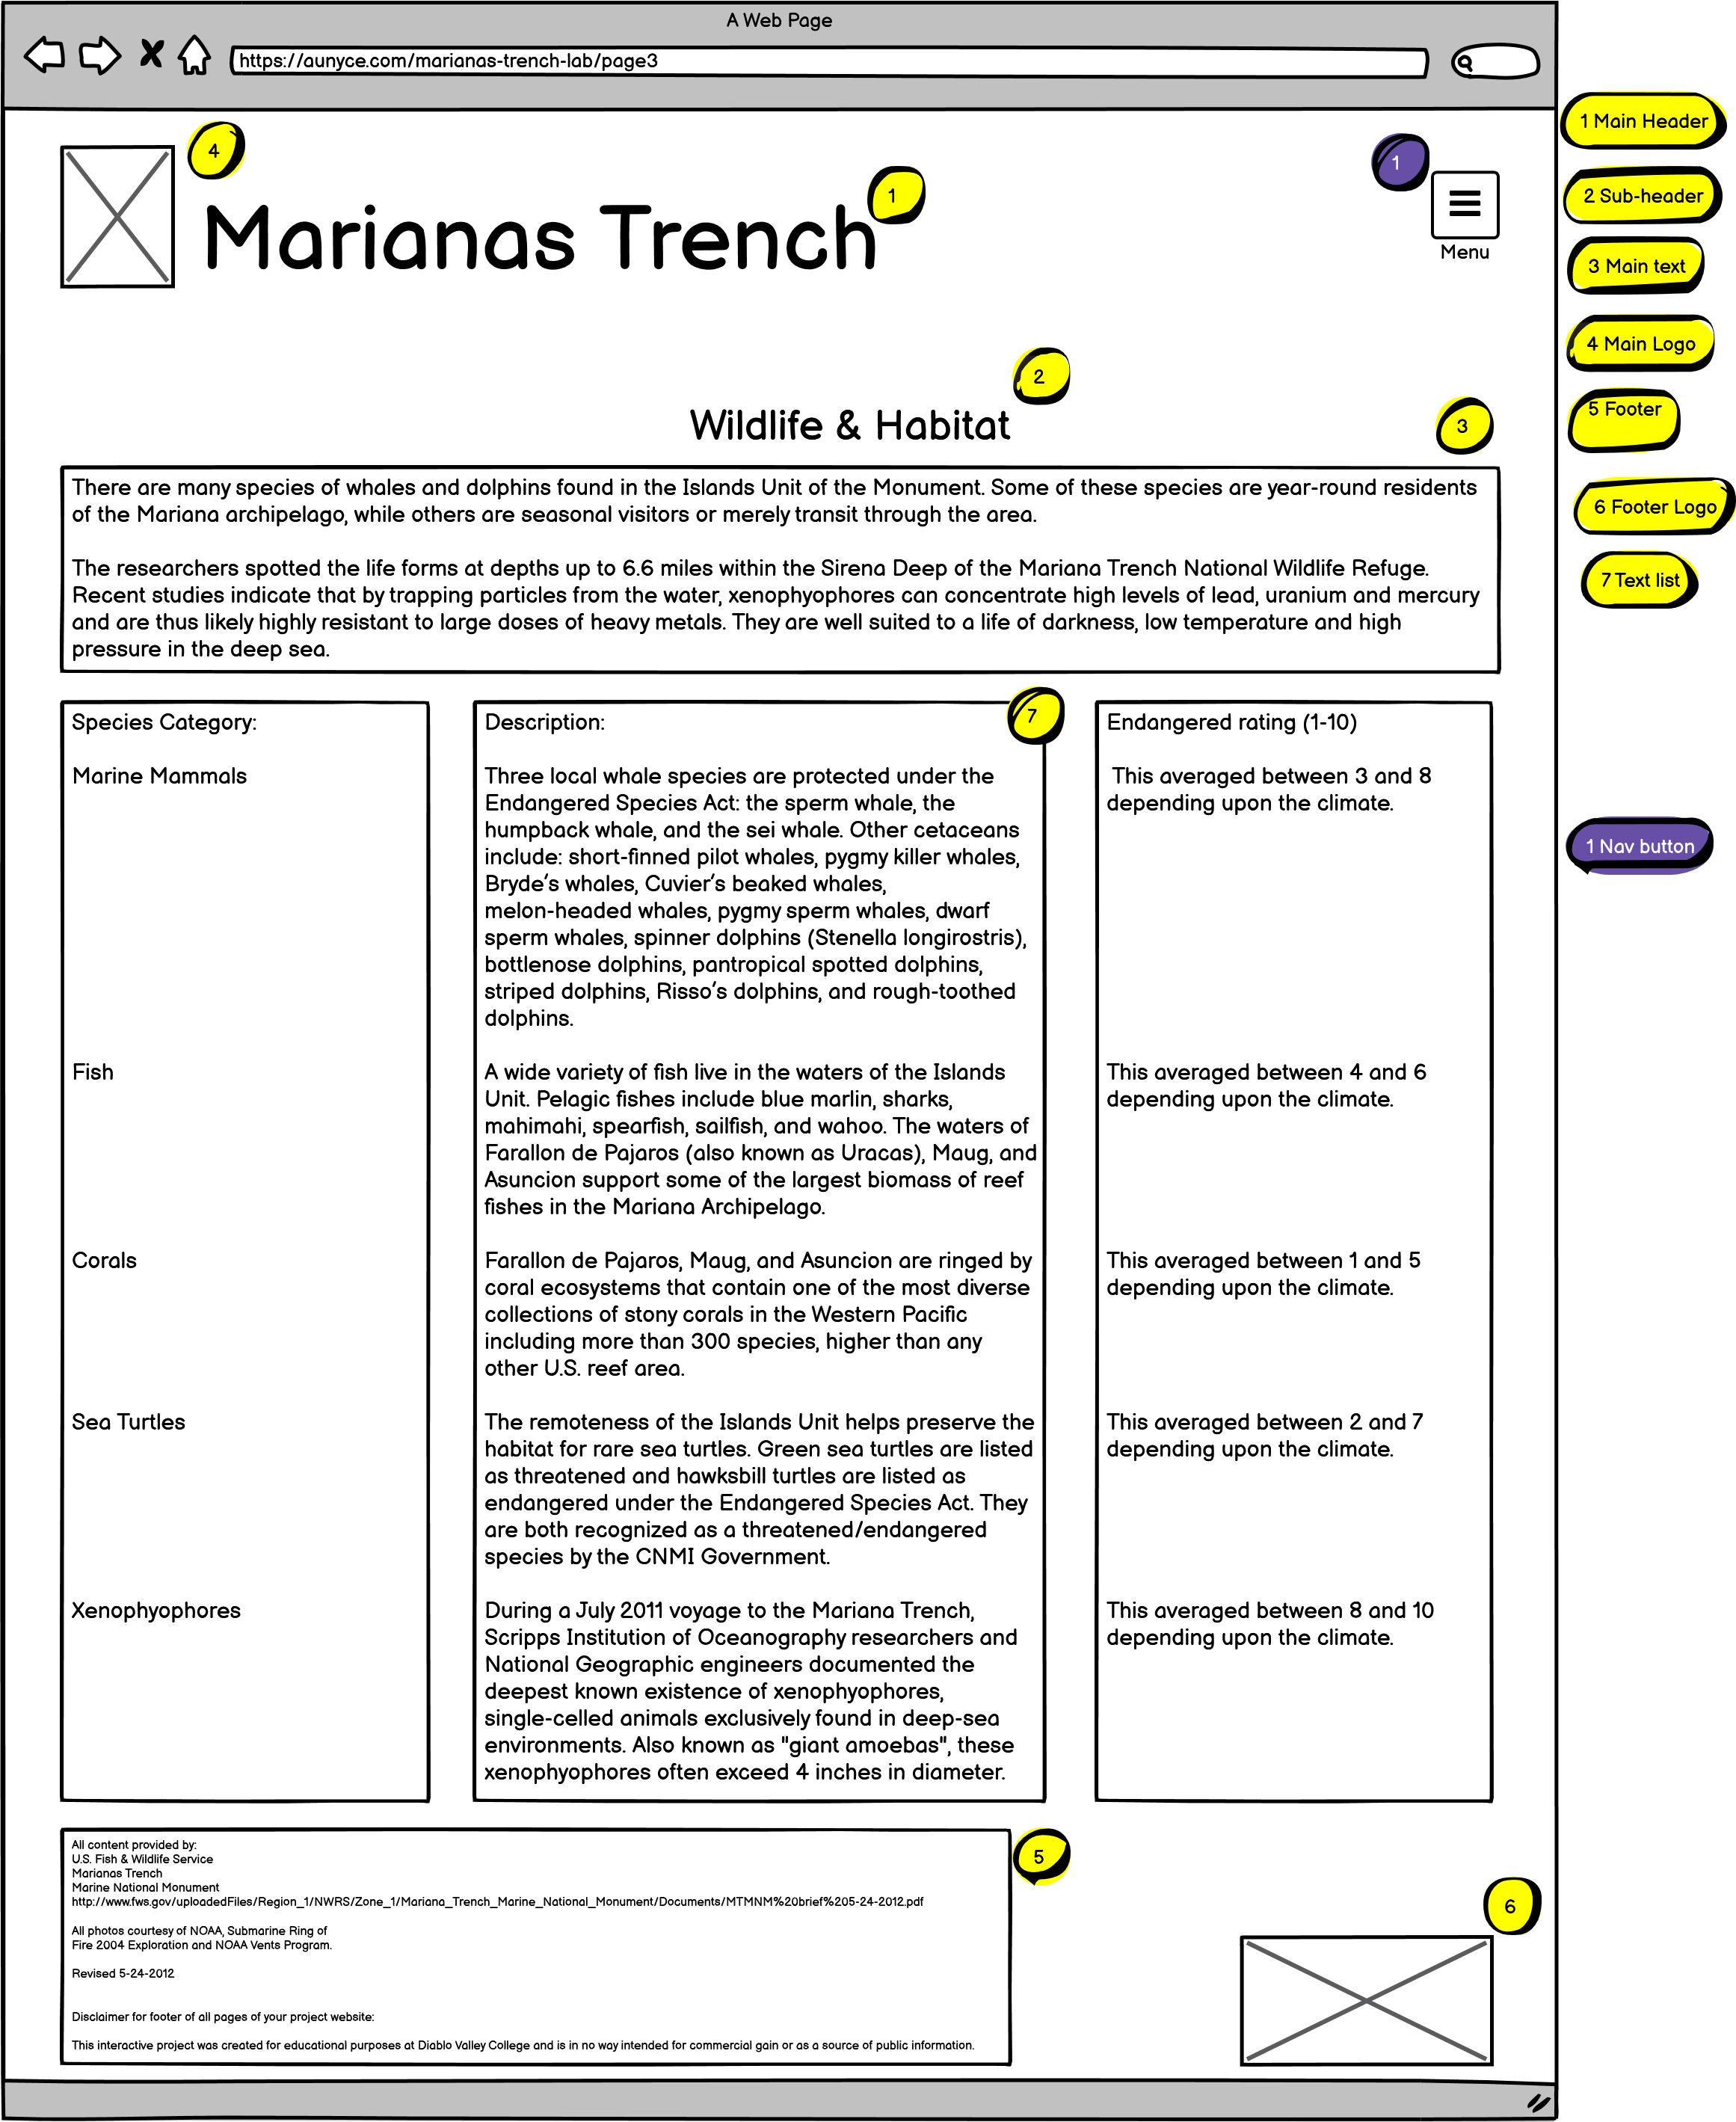 A Web Page
https://aunyce.com/marianas-trench-lab/page3
1 Main Header
4
1
1
2 Sub-header
Marianas Trench
Menu
3 Main text
4 Main Logo
2
5 Footer
Wildlife & Habitat
3
There are many species of whales and dolphins found in the Islands Unit of the Monument. Some of these species are year-round residents
of the Mariana archipelago, while others are seasonal visitors or merely transit through the area.
6 Footer Logo
The researchers spotted the life forms at depths up to 6.6 miles within the Sirena Deep of the Mariana Trench National Wildlife Refuge.
Recent studies indicate that by trapping particles from the water, xenophyophores can concentrate high levels of lead, uranium and mercury
and are thus likely highly resistant to large doses of heavy metals. They are well suited to a life of darkness, low temperature and high
pressure in the deep sea.
7 Text list
Species Category:
Marine Mammals
Fish
Corals
Sea Turtles
Xenophyophores
7
Description:
Three local whale species are protected under the
Endangered Species Act: the sperm whale, the
humpback whale, and the sei whale. Other cetaceans
include: short-finned pilot whales, pygmy killer whales,
Bryde's whales, Cuvier's beaked whales,
melon-headed whales, pygmy sperm whales, dwarf
sperm whales, spinner dolphins (Stenella longirostris),
bottlenose dolphins, pantropical spotted dolphins,
striped dolphins, Risso's dolphins, and rough-toothed
dolphins.
A wide variety of fish live in the waters of the Islands
Unit. Pelagic fishes include blue marlin, sharks,
mahimahi, spearfish, sailfish, and wahoo. The waters of
Farallon de Pajaros (also known as Uracas), Maug, and
Asuncion support some of the largest biomass of reef
fishes in the Mariana Archipelago.
Farallon de Pajaros, Maug, and Asuncion are ringed by
coral ecosystems that contain one of the most diverse
collections of stony corals in the Western Pacific
including more than 300 species, higher than any
other U.S. reef area.
The remoteness of the Islands Unit helps preserve the
habitat for rare sea turtles. Green sea turtles are listed
as threatened and hawksbill turtles are listed as
endangered under the Endangered Species Act. They
are both recognized as a threatened/endangered
species by the CNMI Government.
During a July 2011 voyage to the Mariana Trench,
Scripps Institution of Oceanography researchers and
National Geographic engineers documented the
deepest known existence of xenophyophores,
single-celled animals exclusively found in deep-sea
environments. Also known as "giant amoebas", these
xenophyophores often exceed 4 inches in diameter.
Endangered rating (1-10)
This averaged between 3 and 8
depending upon the climate.
This averaged between 4 and 6
depending upon the climate.
This averaged between 1 and 5
depending upon the climate.
This averaged between 2 and 7
depending upon the climate.
This averaged between 8 and 10
depending upon the climate.
1 Nav button
All content provided by:
U.S. Fish & Wildlife Service
Marianas Trench
Marine National Monument
http://www.fws.gov/uploadedFiles/Region_1/NWRS/Zone_1/Mariana_Trench_Marine_National_Monument/Documents/MTMNM%20brief%205-24-2012.pdf
All photos courtesy of NOAA, Submarine Ring of
Fire 2004 Exploration and NOAA Vents Program.
Revised 5-24-2012
Disclaimer for footer of all pages of your project website:
This interactive project was created for educational purposes at Diablo Valley College and is in no way intended for commercial gain or as a source of public information.
5
6